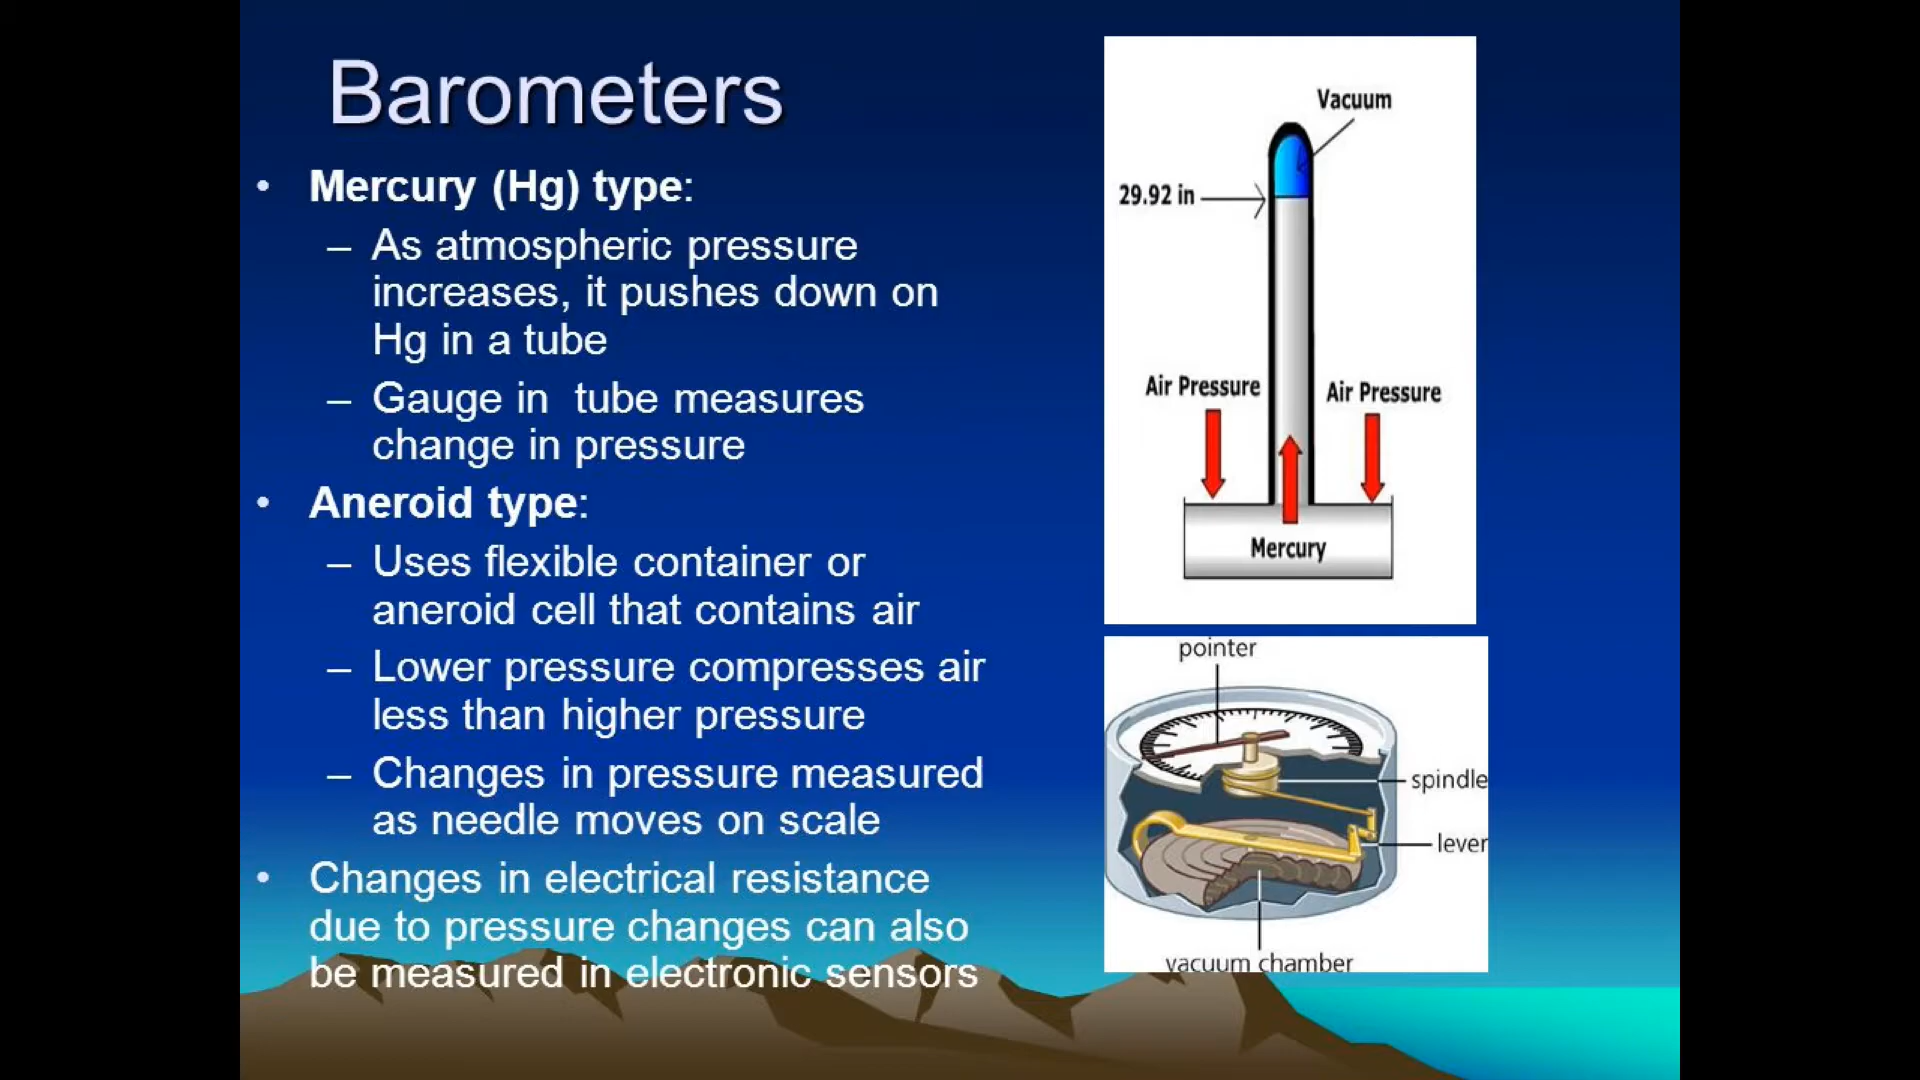 Barometers
• Mercury (Hg) type:
– As atmospheric pressure
increases, it pushes down on
Hg in a tube
– Gauge in  tube measures
change in pressure
• Aneroid type:
– Uses flexible container or
aneroid cell that contains air
– Lower pressure compresses air
less than higher pressure
– Changes in pressure measured
as needle moves on scale
• Changes in electrical resistance
due to pressure changes can also
be measured in electronic sensors
Vacuum
29.92 in
Air Pressure
Air Pressure
Mercury
pointer
spindle
lever
vacuum chamber